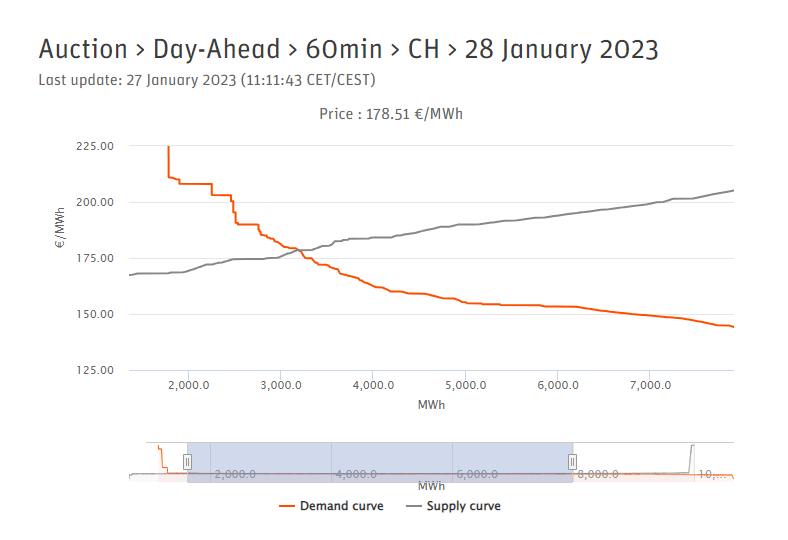 Auction > Day-Ahead > 60min > CH > 28 January 2023
Last update: 27 January 2023 (11:11:43 CET/CEST)
Price : 178.51 €/MWh
225.00
200.00
175.00
150.00
125.00
€/MWh
2,000.0 3,000.0 4,000.0 5,000.0 6,000.0 7,000.0
MWh
2,000.0 4,000.0 6,000.0 8,000.0 10,...
MWh
Demand curve Supply curve